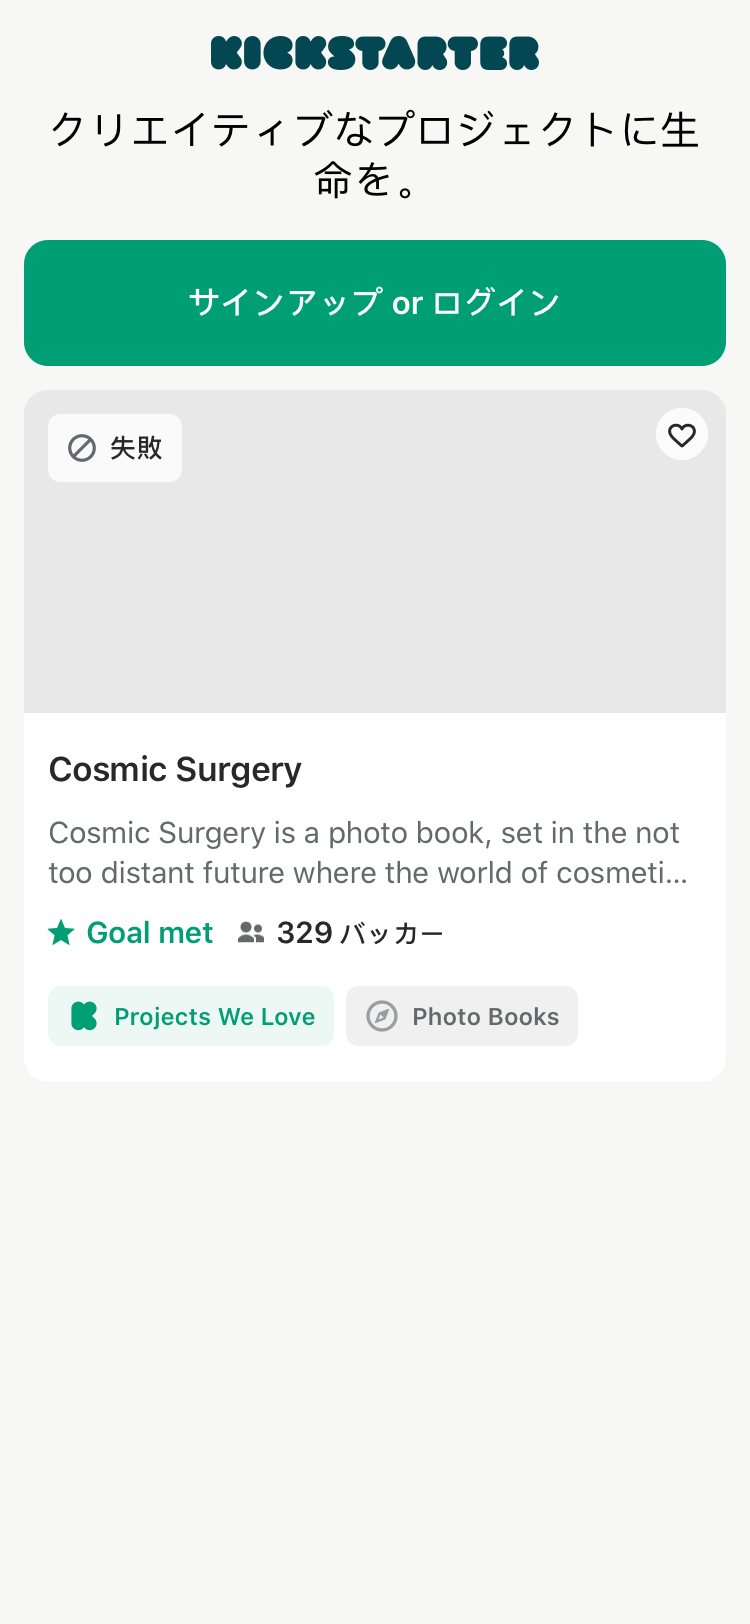 KICKSTARTER
クリエイティブなプロジェクトに生
命を。
サインアップ or ログイン
失敗
Cosmic Surgery
Cosmic Surgery is a photo book, set in the not
too distant future where the world of cosmeti...
Goal met 329 バッカー
Projects We Love Photo Books